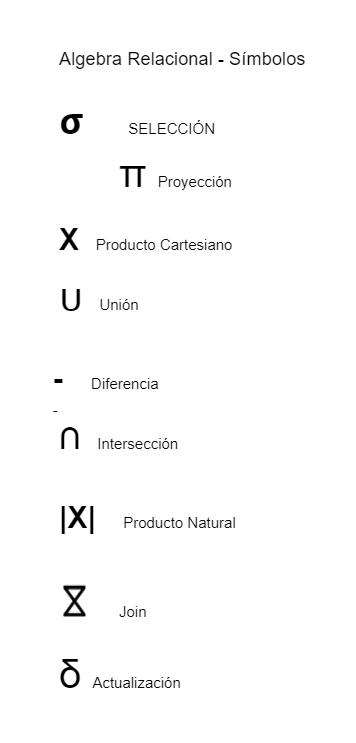 Algebra Relacional - Símbolos
σ SELECCIÓN
π Proyección
X Producto Cartesiano
U Unión
- Diferencia
-
∩ Intersección
|X| Producto Natural
⧖ Join
δ Actualización